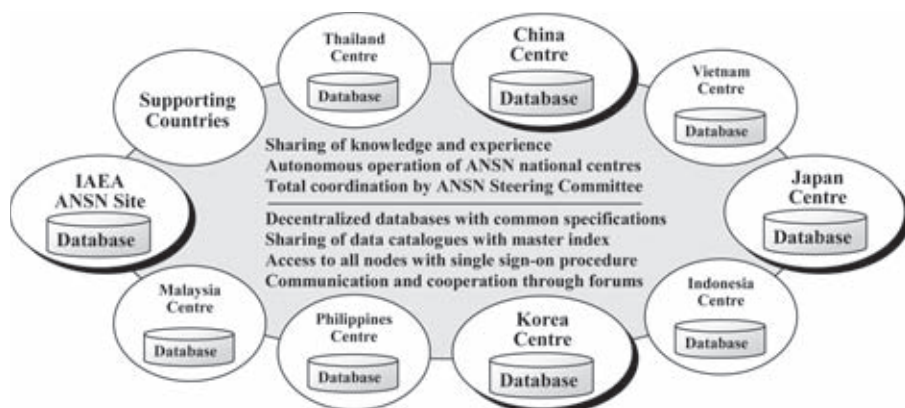 Thailand
Centre
Database
China
Centre
Database
Vietnam
Centre
Database
Supporting
Countries
Sharing of knowledge and experience
Autonomous operation of ANSN national centres
Total coordination by ANSN Steering Committee
IAEA
ANSN Site
Database
Japan
Centre
Database
Decentralized databases with common specifications
Sharing of data catalogues with master index
Access to all nodes with single sign-on procedure
Communication and cooperation through forums
Malaysia
Centre
Database
Philippines
Centre
Database
Korea
Centre
Database
Indonesia
Centre
Database